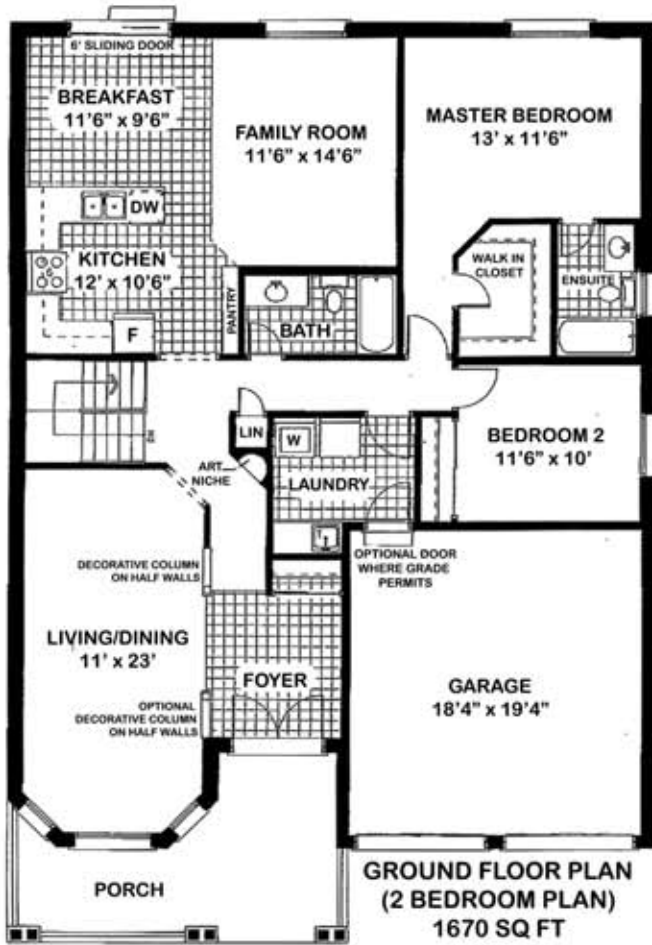 6' SLIDING DOOR
BREAKFAST
11'6" x 9'6"
FAMILY ROOM
11'6" x 14'6"
MASTER BEDROOM
13' x 11'6"
DW
KITCHEN
12' x 10'6"
F
PANTRY
BATH
WALK IN
CLOSET
ENSUITE
DN
LIN
ART
NICHE
W
LAUNDRY
T
BEDROOM 2
11'6" x 10'
OPTIONAL DOOR
WHERE GRADE
PERMITS
DECORATIVE COLUMN
ON HALF WALLS
LIVING/DINING
11' x 23'
FOYER
OPTIONAL
DECORATIVE COLUMN
ON HALF WALLS
GARAGE
18'4" x 19'4"
PORCH
GROUND FLOOR PLAN
(2 BEDROOM PLAN)
1670 SQ FT